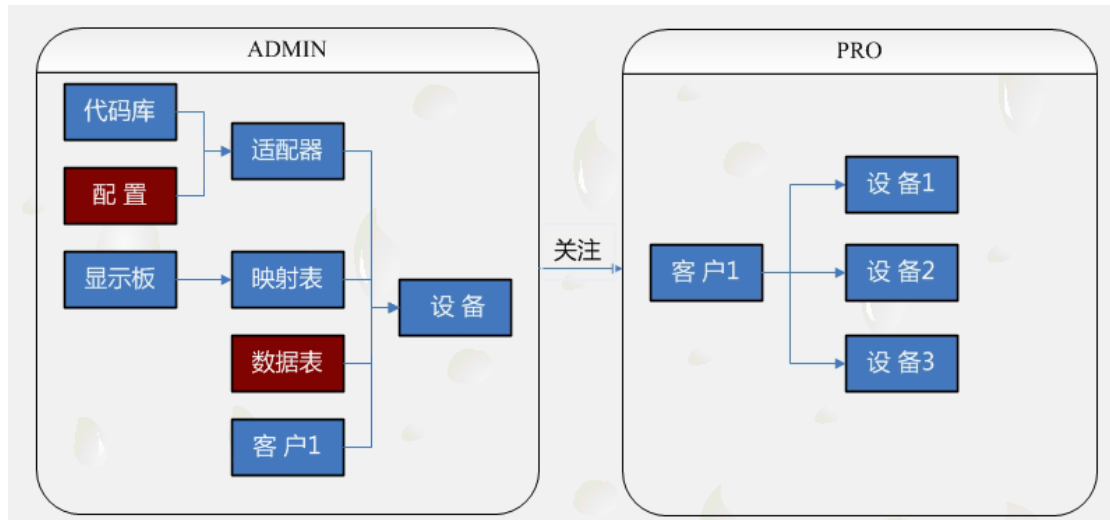 ADMIN
代码库
配 置
显示板
适配器
映射表
数据表
客 户1
设 备
关注
PRO
客 户1
设 备1
设 备2
设 备3